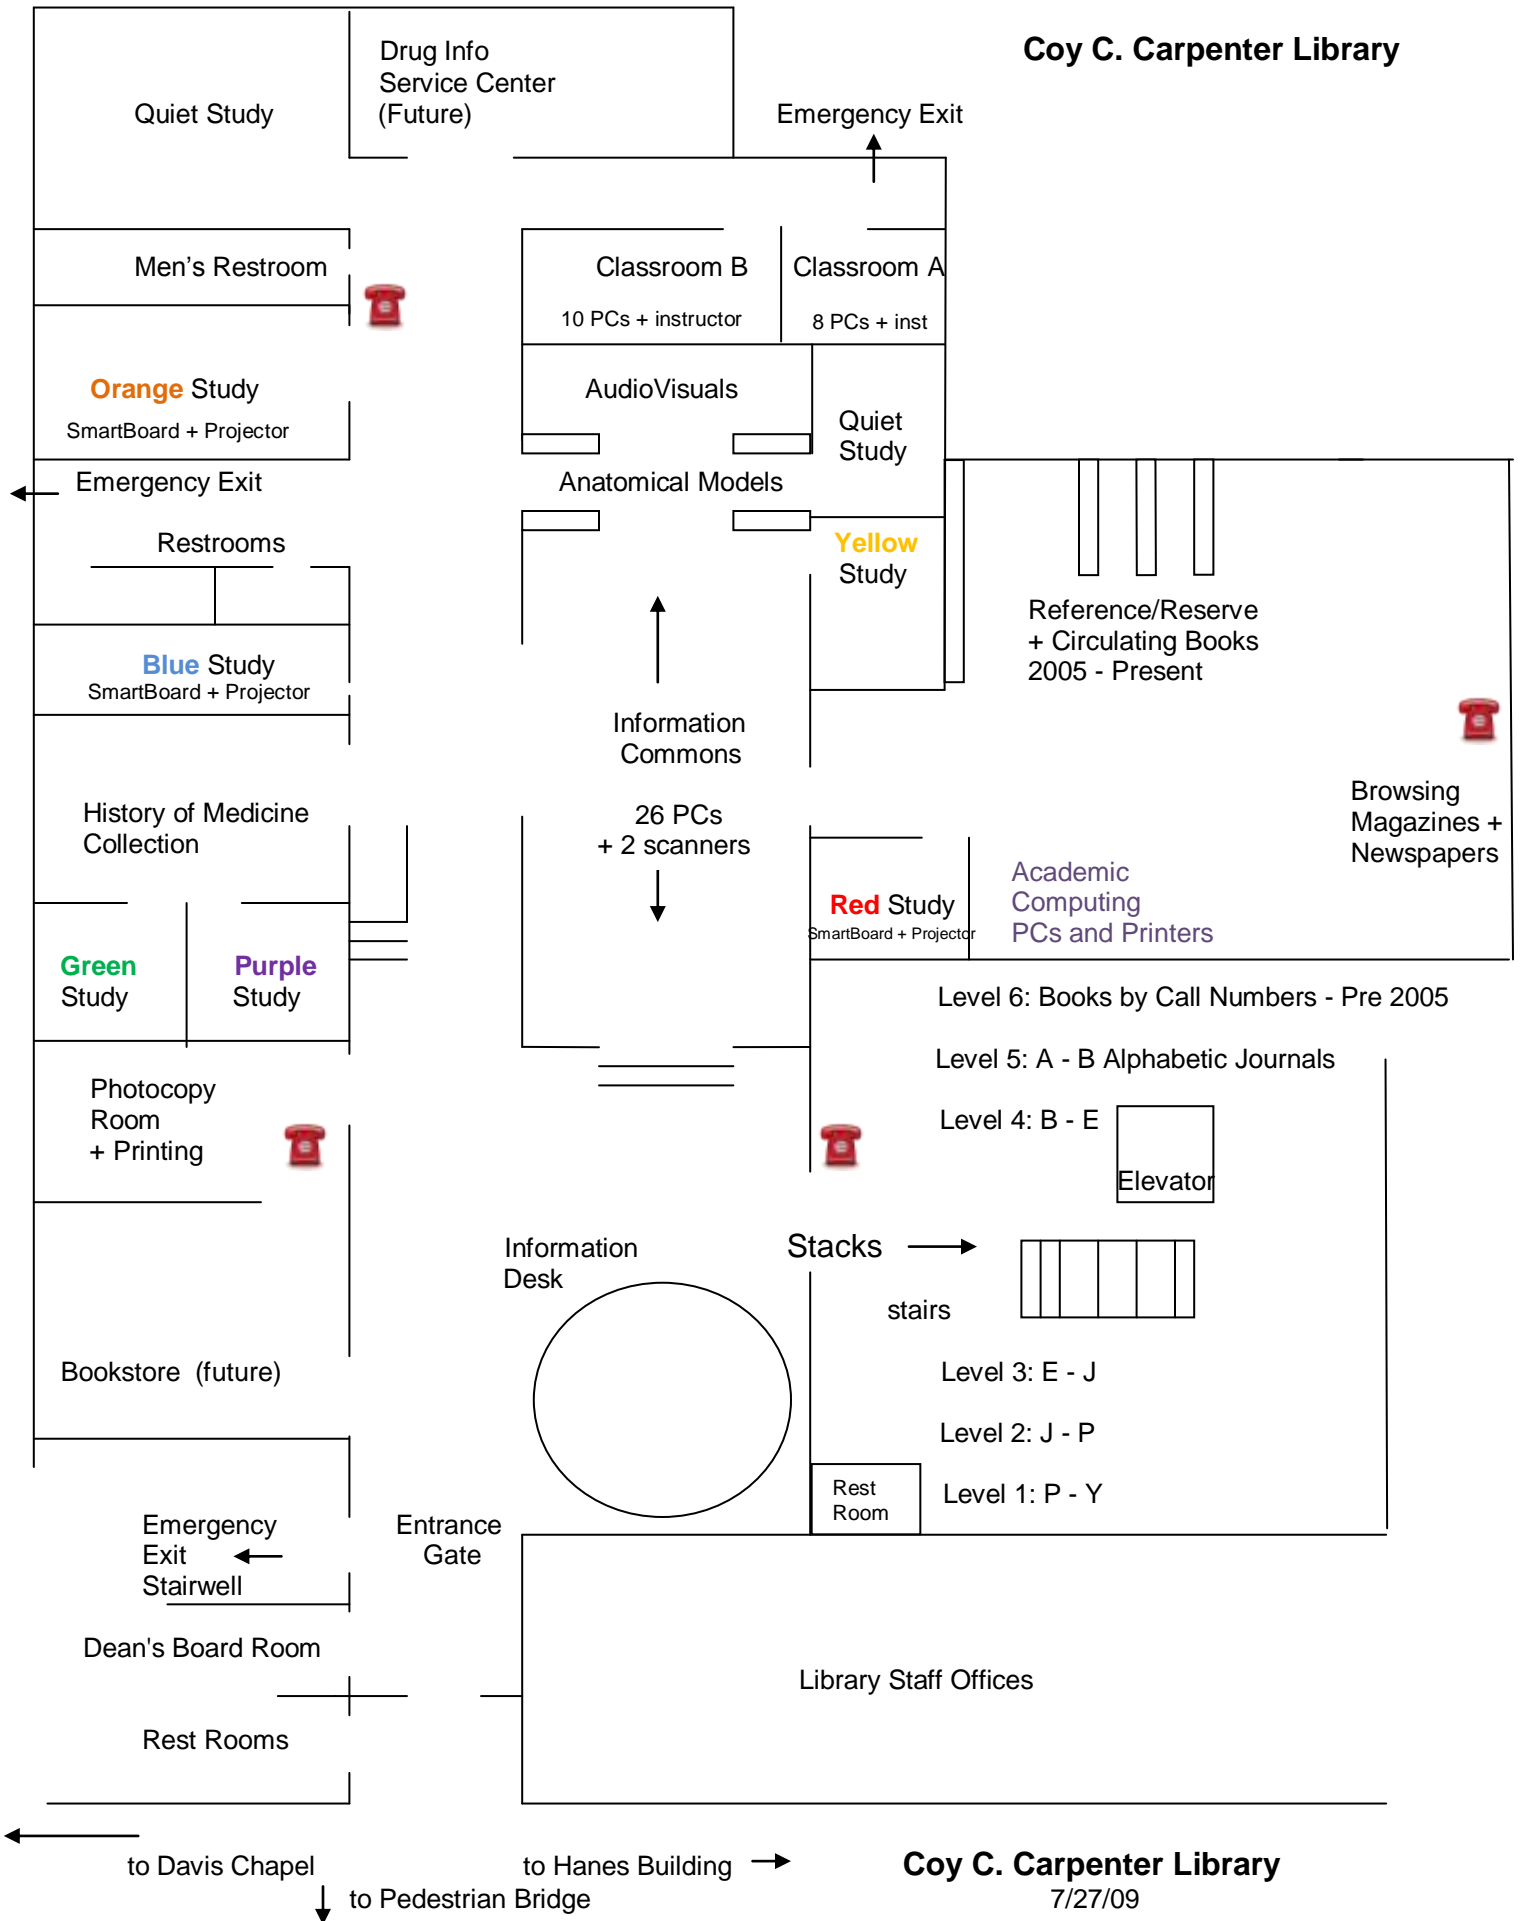 Coy C. Carpenter Library
Drug Info
Service Center
(Future)
Quiet Study
Emergency Exit
Men's Restroom
Classroom B
10 PCs + instructor
Classroom A
8 PCs + inst
Orange Study
SmartBoard + Projector
AudioVisuals
Quiet
Study
Emergency Exit
Anatomical Models
Restrooms
Yellow
Study
Reference/Reserve
+ Circulating Books
2005 - Present
Blue Study
SmartBoard + Projector
Information
Commons
26 PCs
+ 2 scanners
Browsing
Magazines +
Newspapers
History of Medicine
Collection
Red Study
SmartBoard + Projector
Academic
Computing
PCs and Printers
Green
Study
Purple
Study
Level 6: Books by Call Numbers - Pre 2005
Level 5: A - B Alphabetic Journals
Level 4: B - E
Photocopy
Room
+ Printing
Elevator
Information
Desk
Stacks
stairs
Bookstore (future)
Level 3: E - J
Level 2: J - P
Level 1: P - Y
Rest
Room
Emergency
Exit
Stairwell
Entrance
Gate
Dean's Board Room
Library Staff Offices
Rest Rooms
to Davis Chapel
to Hanes Building
to Pedestrian Bridge
Coy C. Carpenter Library
7/27/09